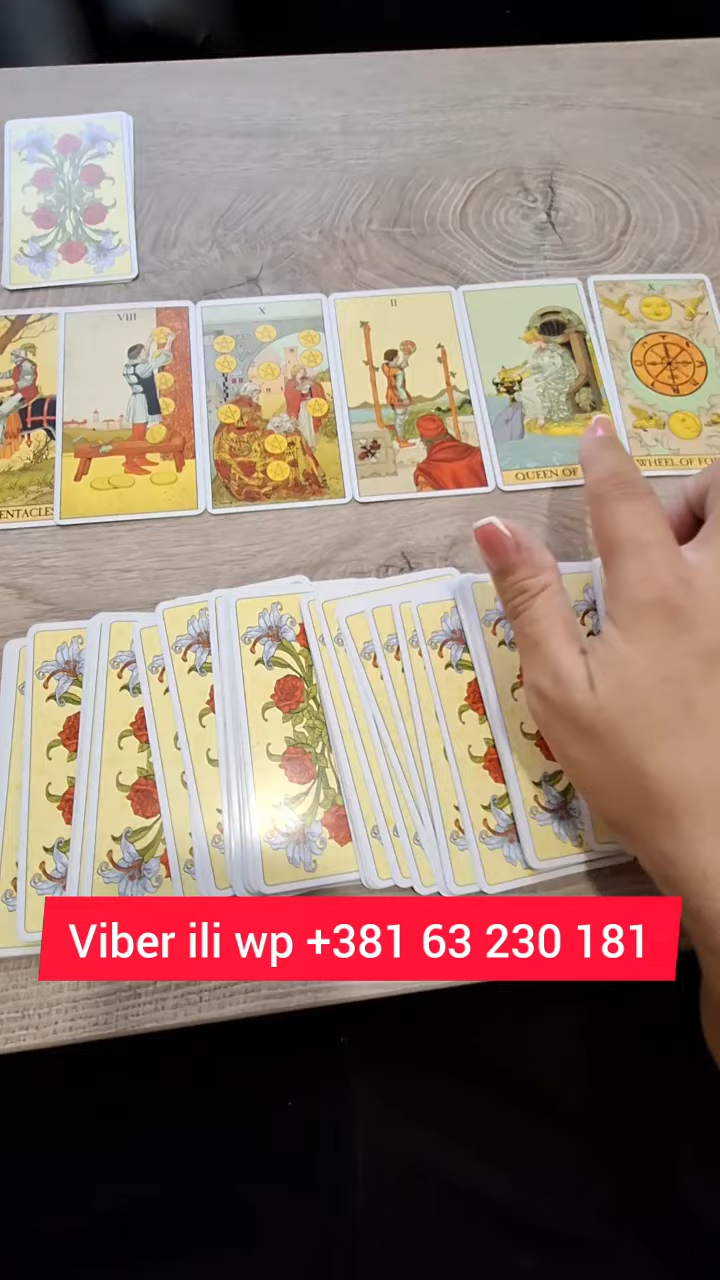 VIII
X
II
X
ENTACLES
QUEEN OF
WHEEL OF FO
Viber ili wp +381 63 230 181